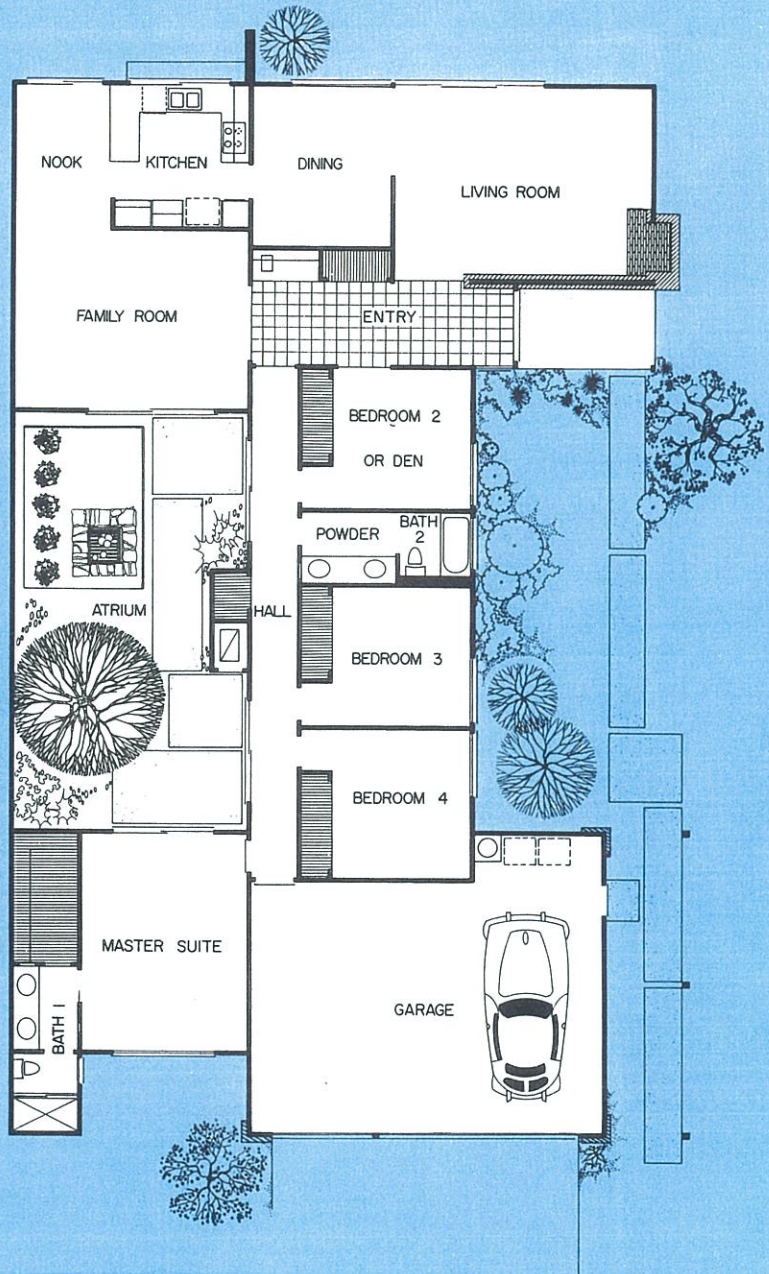 NOOK
KITCHEN
DINING
LIVING ROOM
FAMILY ROOM
ENTRY
BEDROOM 2
OR DEN
POWDER
BATH
2
ATRIUM
HALL
BEDROOM 3
BEDROOM 4
MASTER SUITE
BATH 1
GARAGE